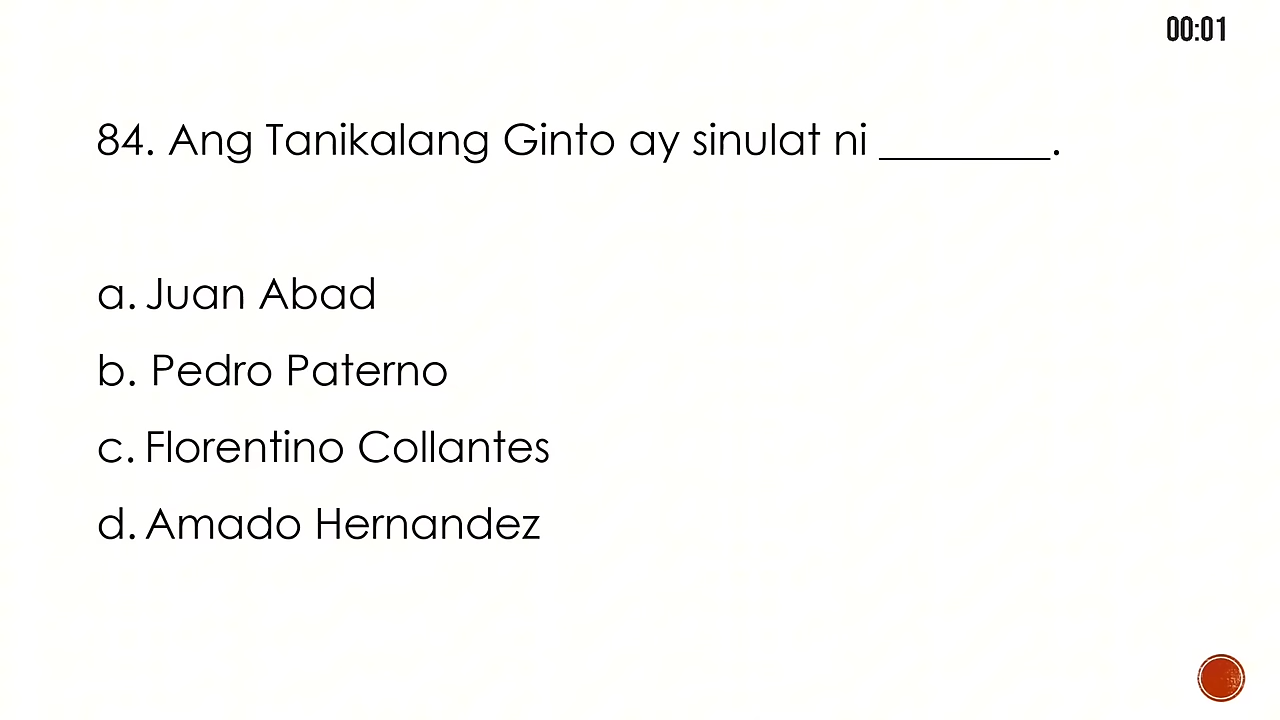 00:01
84. Ang Tanikalang Ginto ay sinulat ni ________.
a. Juan Abad
b. Pedro Paterno
c. Florentino Collantes
d. Amado Hernandez